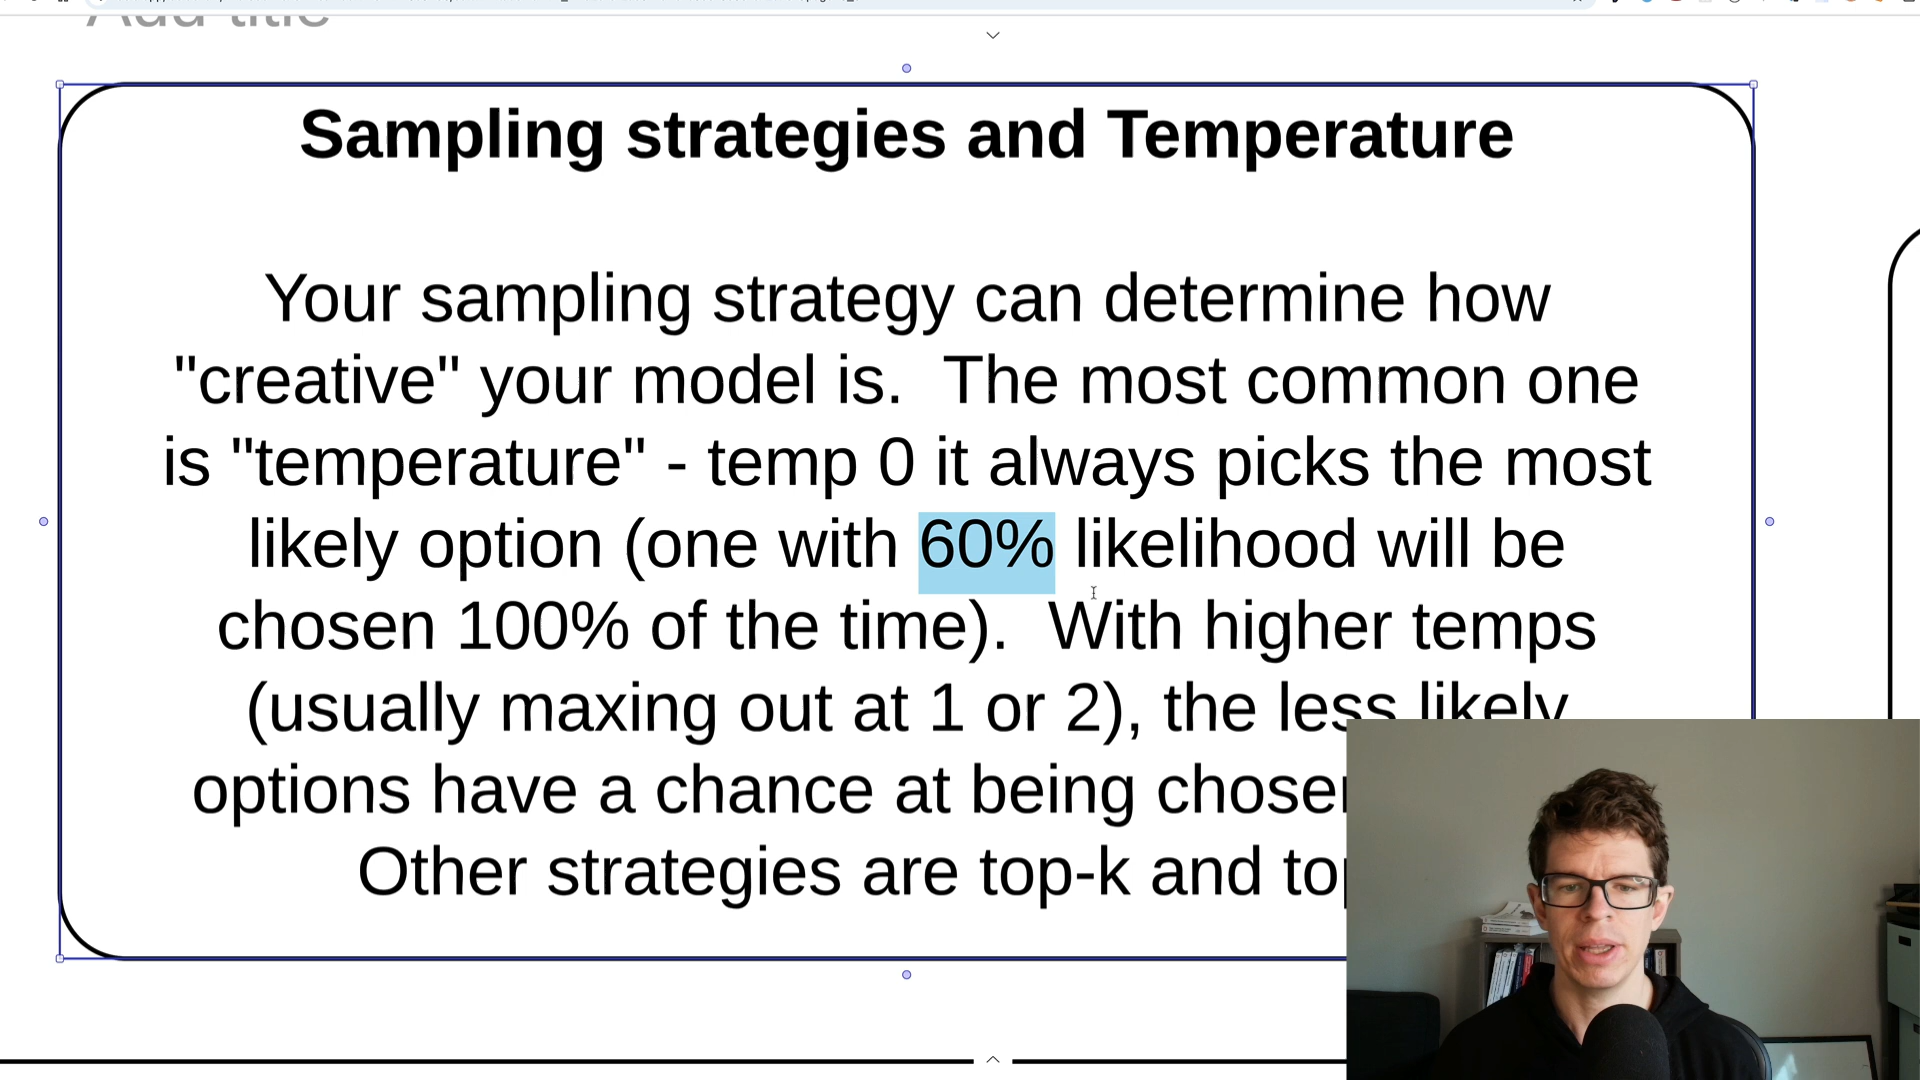 Add title
Sampling strategies and Temperature
Your sampling strategy can determine how
"creative" your model is.  The most common one
is "temperature" - temp 0 it always picks the most
likely option (one with 60% likelihood will be
chosen 100% of the time).  With higher temps
(usually maxing out at 1 or 2), the less likely
options have a chance at being
Other strategies are top-k and